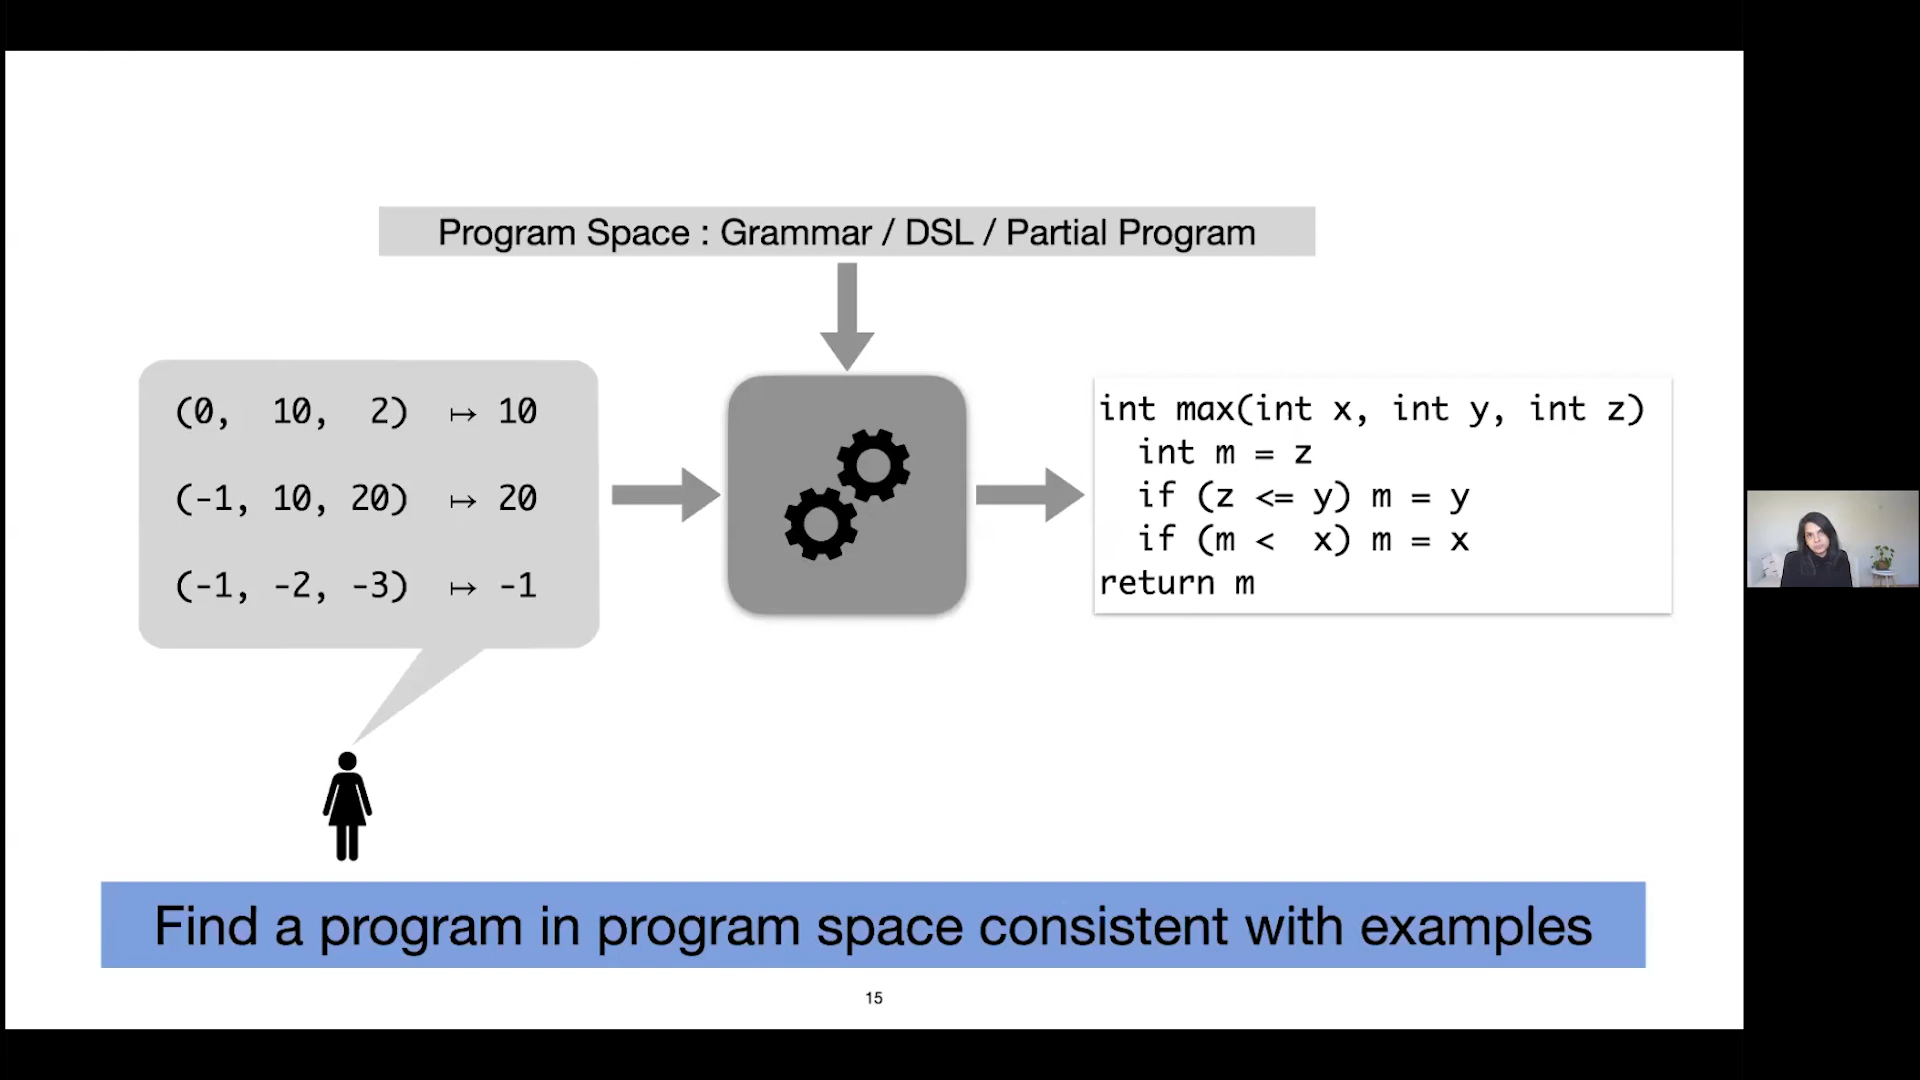 Program Space : Grammar / DSL / Partial Program
(0, 10, 2) ↦ 10
(-1, 10, 20) ↦ 20
(-1, -2, -3) ↦ -1
int max(int x, int y, int z)
int m = z
if (z <= y) m = y
if (m < x) m = x
return m
Find a program in program space consistent with examples
15